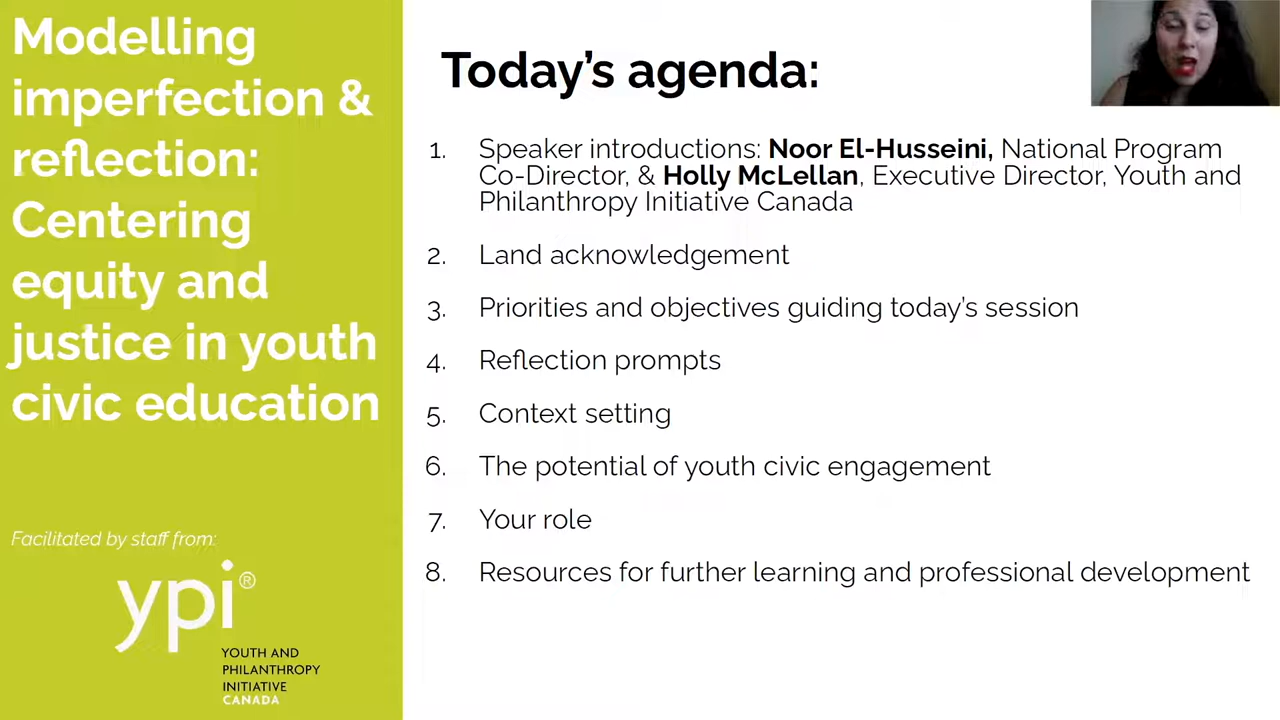 Modelling
imperfection &
reflection:
Centering
equity and
justice in youth
civic education
Facilitated by staff from:
ypi®
YOUTH AND
PHILANTHROPY
INITIATIVE
CANADA
Today's agenda:
1. Speaker introductions: Noor El-Husseini, National Program
Co-Director, & Holly McLellan, Executive Director, Youth and
Philanthropy Initiative Canada
2. Land acknowledgement
3. Priorities and objectives guiding today's session
4. Reflection prompts
5. Context setting
6. The potential of youth civic engagement
7. Your role
8. Resources for further learning and professional development